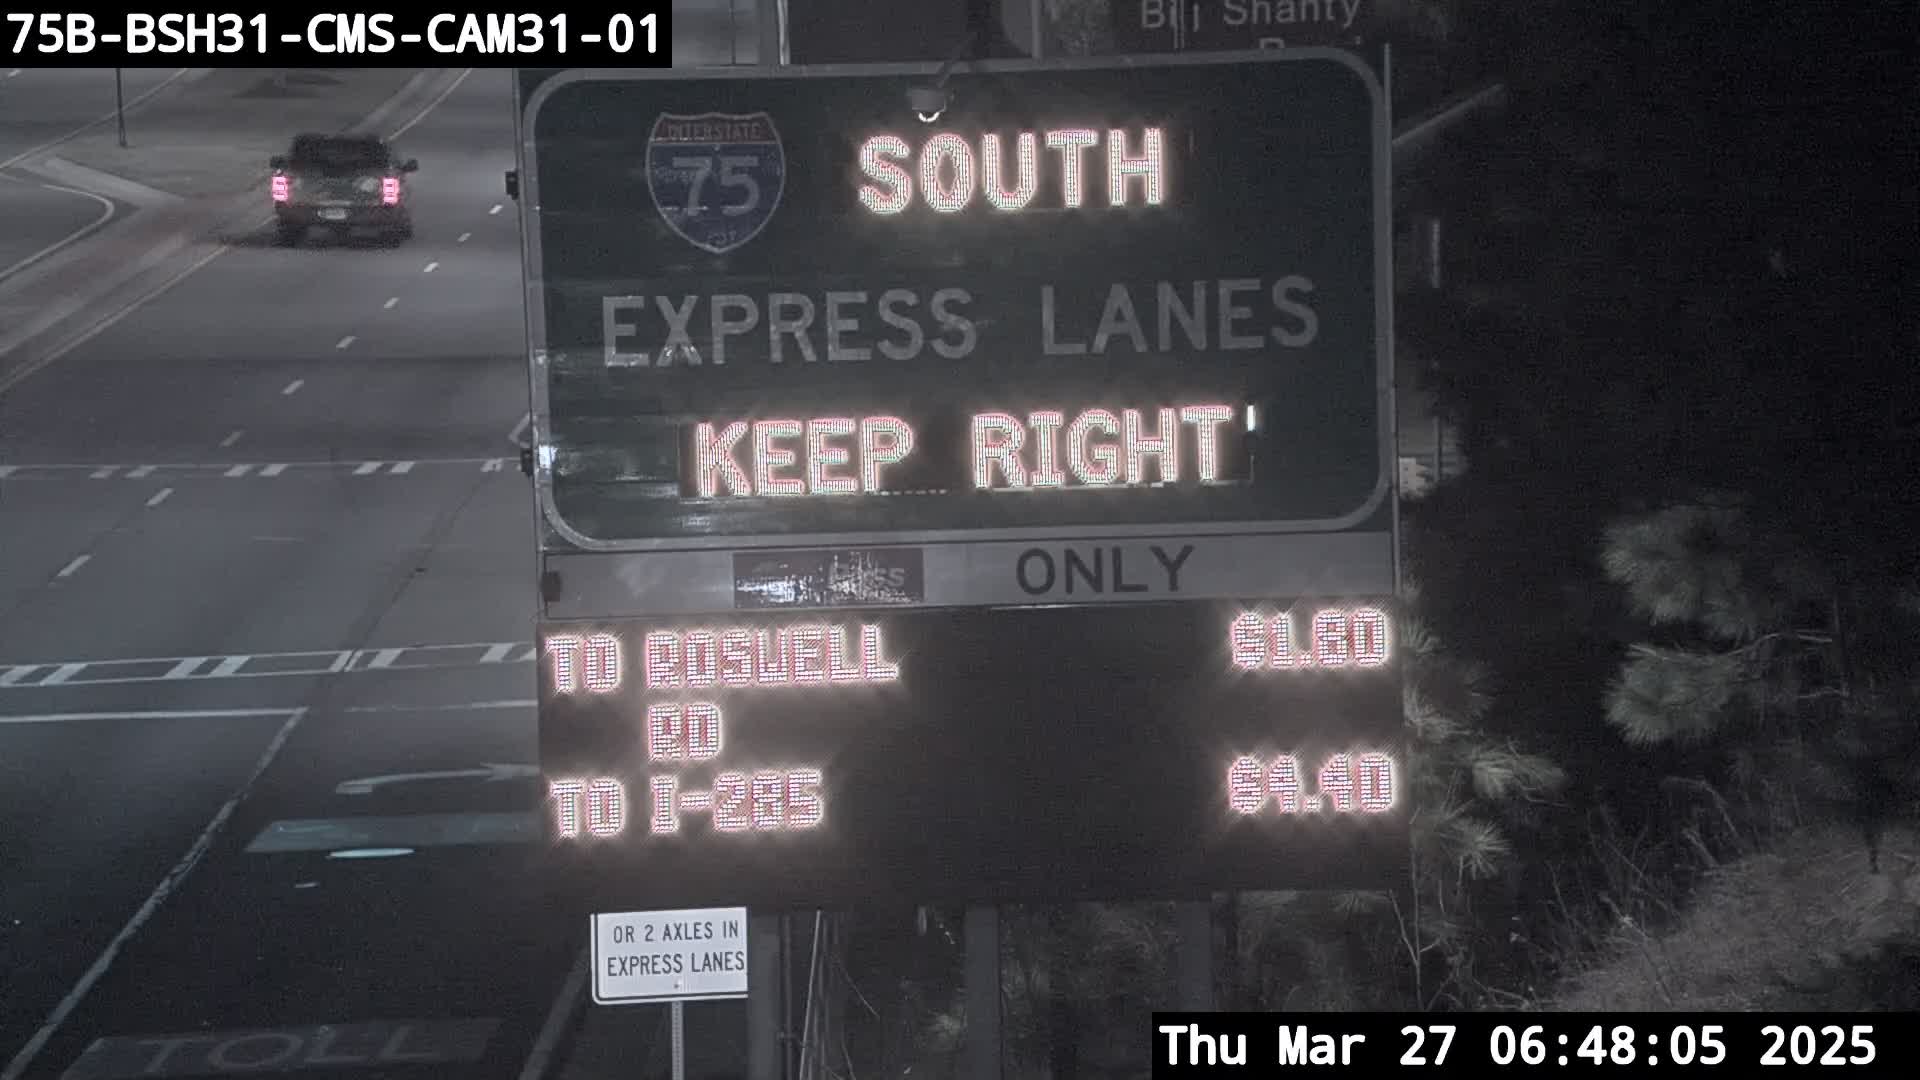 75B-BSH31-CMS-CAM31-01
Shanty
INTERSTATE
75
SOUTH
EXPRESS LANES
KEEP RIGHT
ONLY
TO ROSWELL $1.60
RD
TO I-285 $4.40
OR 2 AXLES IN
EXPRESS LANES
TOLL
Thu Mar 27 06:48:05 2025